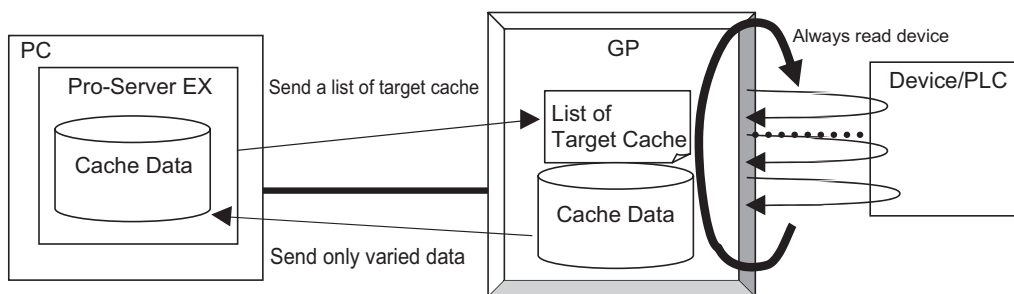 PC
Pro-Server EX
Cache Data
Send a list of target cache
Send only varied data
GP
List of
Target Cache
Cache Data
Always read device
Device/PLC